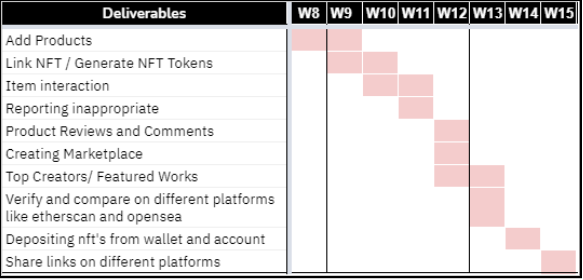 Deliverables W8 W9 W10 W11 W12 W13 W14 W15
Add Products
Link NFT / Generate NFT Tokens
Item interaction
Reporting inappropriate
Product Reviews and Comments
Creating Marketplace
Top Creators/ Featured Works
Verify and compare on different platforms
like etherscan and opensea
Depositing nft's from wallet and account
Share links on different platforms